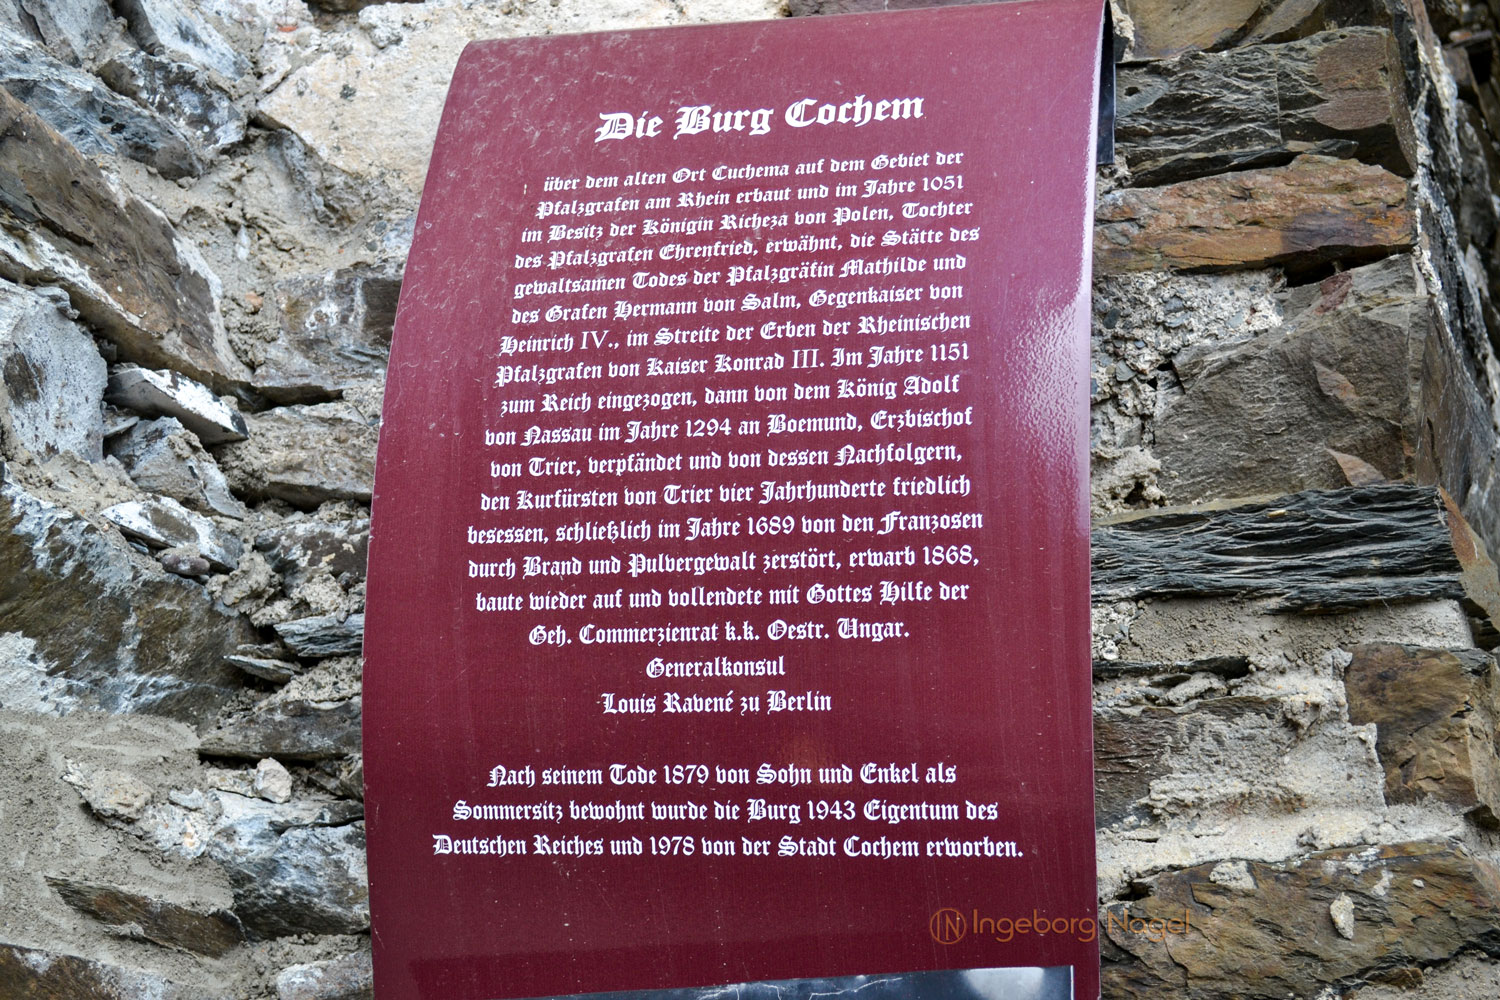 Die Burg Cochem
über dem alten Ort Cuchema auf dem Gebiet der
Pfalzgrafen am Rhein erbaut und im Jahre 1051
im Besitz der Königin Richeza von Polen, Tochter
des Pfalzgrafen Ehrenfried, erwähnt, die Stätte des
gewaltsamen Todes der Pfalzgräfin Mathilde und
des Grafen Hermann von Salm, Gegenkaiser von
Heinrich IV., im Streite der Erben der Rheinischen
Pfalzgrafen von Kaiser Konrad III. Im Jahre 1151
zum Reich eingezogen, dann von dem König Adolf
von Nassau im Jahre 1294 an Boemund, Erzbischof
von Trier, verpfändet und von dessen Nachfolgern,
den Kurfürsten von Trier vier Jahrhunderte friedlich
besessen, schließlich im Jahre 1689 von den Franzosen
durch Brand und Pulvergewalt zerstört, erwarb 1868,
baute wieder auf und vollendete mit Gottes Hilfe der
Geh. Commerzienrat k.k. Oestr. Ungar.
Generalkonsul
Louis Ravené zu Berlin
Nach seinem Tode 1879 von Sohn und Enkel als
Sommersitz bewohnt wurde die Burg 1943 Eigentum des
Deutschen Reiches und 1978 von der Stadt Cochem erworben.
IN Ingeborg Nagel